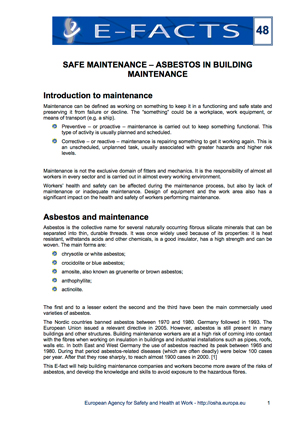 E-FACTS
48
SAFE MAINTENANCE – ASBESTOS IN BUILDING
MAINTENANCE
Introduction to maintenance
Maintenance can be defined as working on something to keep it in a functioning and safe state and
preserving it from failure or decline. The "something" could be a workplace, work equipment, or
means of transport (e.g. a ship).
Preventive – or proactive – maintenance is carried out to keep something functional. This
type of activity is usually planned and scheduled.
Corrective – or reactive – maintenance is repairing something to get it working again. This is
an unscheduled, unplanned task, usually associated with greater hazards and higher risk
levels.
Maintenance is not the exclusive domain of fitters and mechanics. It is the responsibility of almost all
workers in every sector and is carried out in almost every working environment.
Workers' health and safety can be affected during the maintenance process, but also by lack of
maintenance or inadequate maintenance. Design of equipment and the work area also has a
significant impact on the health and safety of workers performing maintenance.
Asbestos and maintenance
Asbestos is the collective name for several naturally occurring fibrous silicate minerals that can be
separated into thin, durable threads. It was once widely used because of its properties: it is heat
resistant, withstands acids and other chemicals, is a good insulator, has a high strength and can be
woven. The main forms are:
chrysotile or white asbestos;
crocidolite or blue asbestos;
amosite, also known as gruenerite or brown asbestos;
anthophyllite;
actinolite.
The first and to a lesser extent the second and the third have been the main commercially used
varieties of asbestos.
The Nordic countries banned asbestos between 1970 and 1980. Germany followed in 1993. The
European Union issued a relevant directive in 2005. However, asbestos is still present in many
buildings and other structures. Building maintenance workers are at a high risk of coming into contact
with the fibres when working on insulation in buildings and industrial installations such as pipes, roofs,
walls etc. In both East and West Germany the use of asbestos reached its peak between 1965 and
1980. During that period asbestos-related diseases (which are often deadly) were below 100 cases
per year. After that they rose sharply, to reach almost 1900 cases in 2000. [1]
This E-fact will help building maintenance companies and workers become more aware of the risks of
asbestos, and develop the knowledge and skills to avoid exposure to the hazardous fibres.
European Agency for Safety and Health at Work - http://osha.europa.eu
1